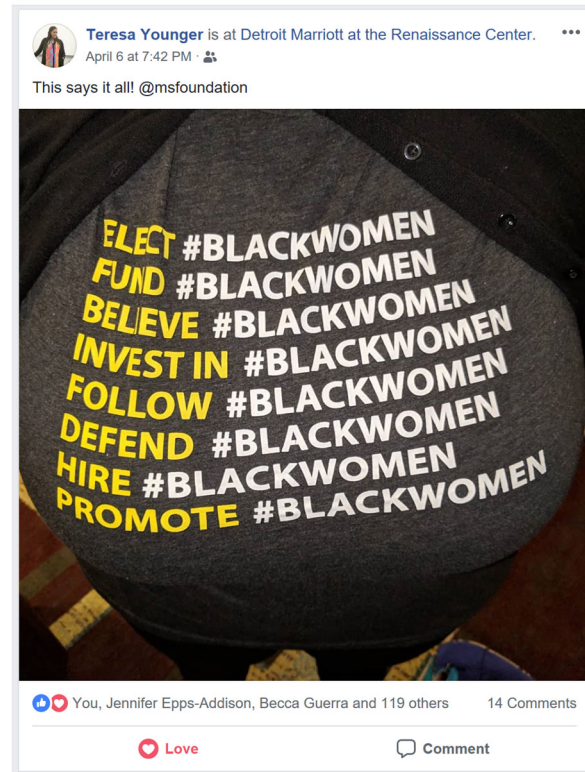 Teresa Younger is at Detroit Marriott at the Renaissance Center.
April 6 at 7:42 PM ·
This says it all! @msfoundation
ELECT #BLACKWOMEN
FUND #BLACKWOMEN
BELIEVE #BLACKWOMEN
INVEST IN #BLACKWOMEN
FOLLOW #BLACKWOMEN
DEFEND #BLACKWOMEN
HIRE #BLACKWOMEN
PROMOTE #BLACKWOMEN
You, Jennifer Epps-Addison, Becca Guerra and 119 others 14 Comments
Love Comment